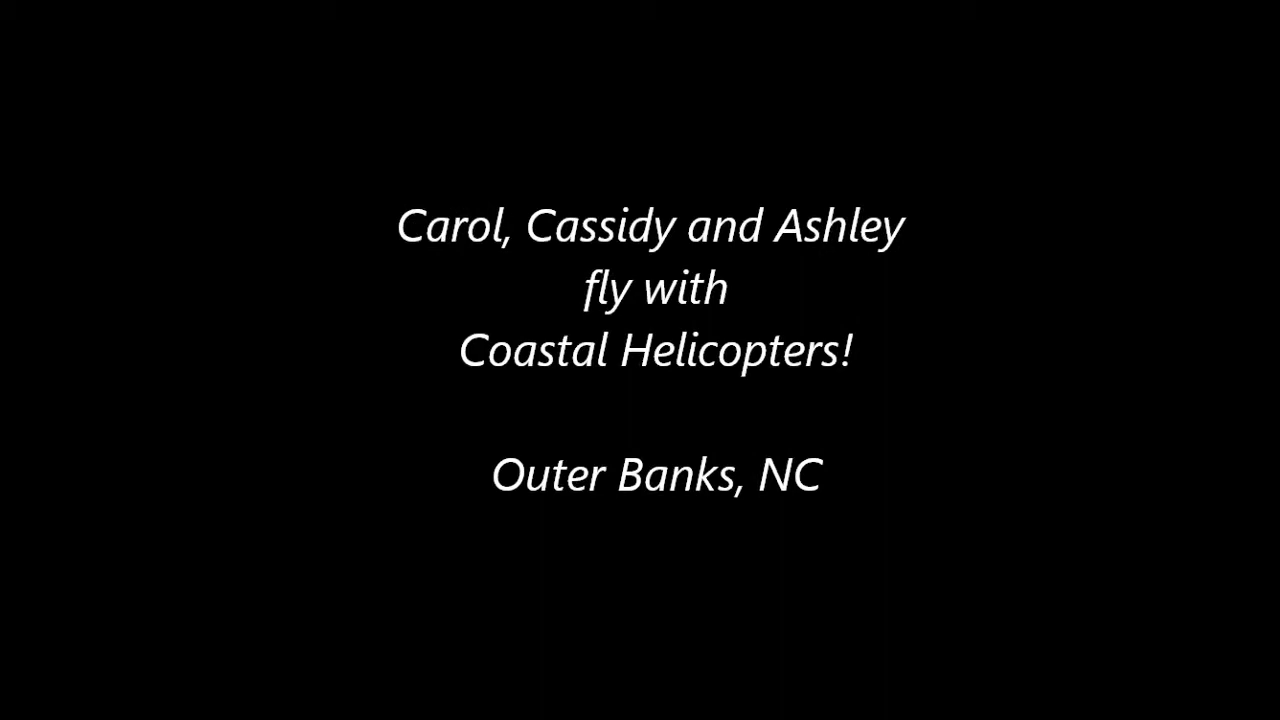 Carol, Cassidy and Ashley
fly with
Coastal Helicopters!
Outer Banks, NC